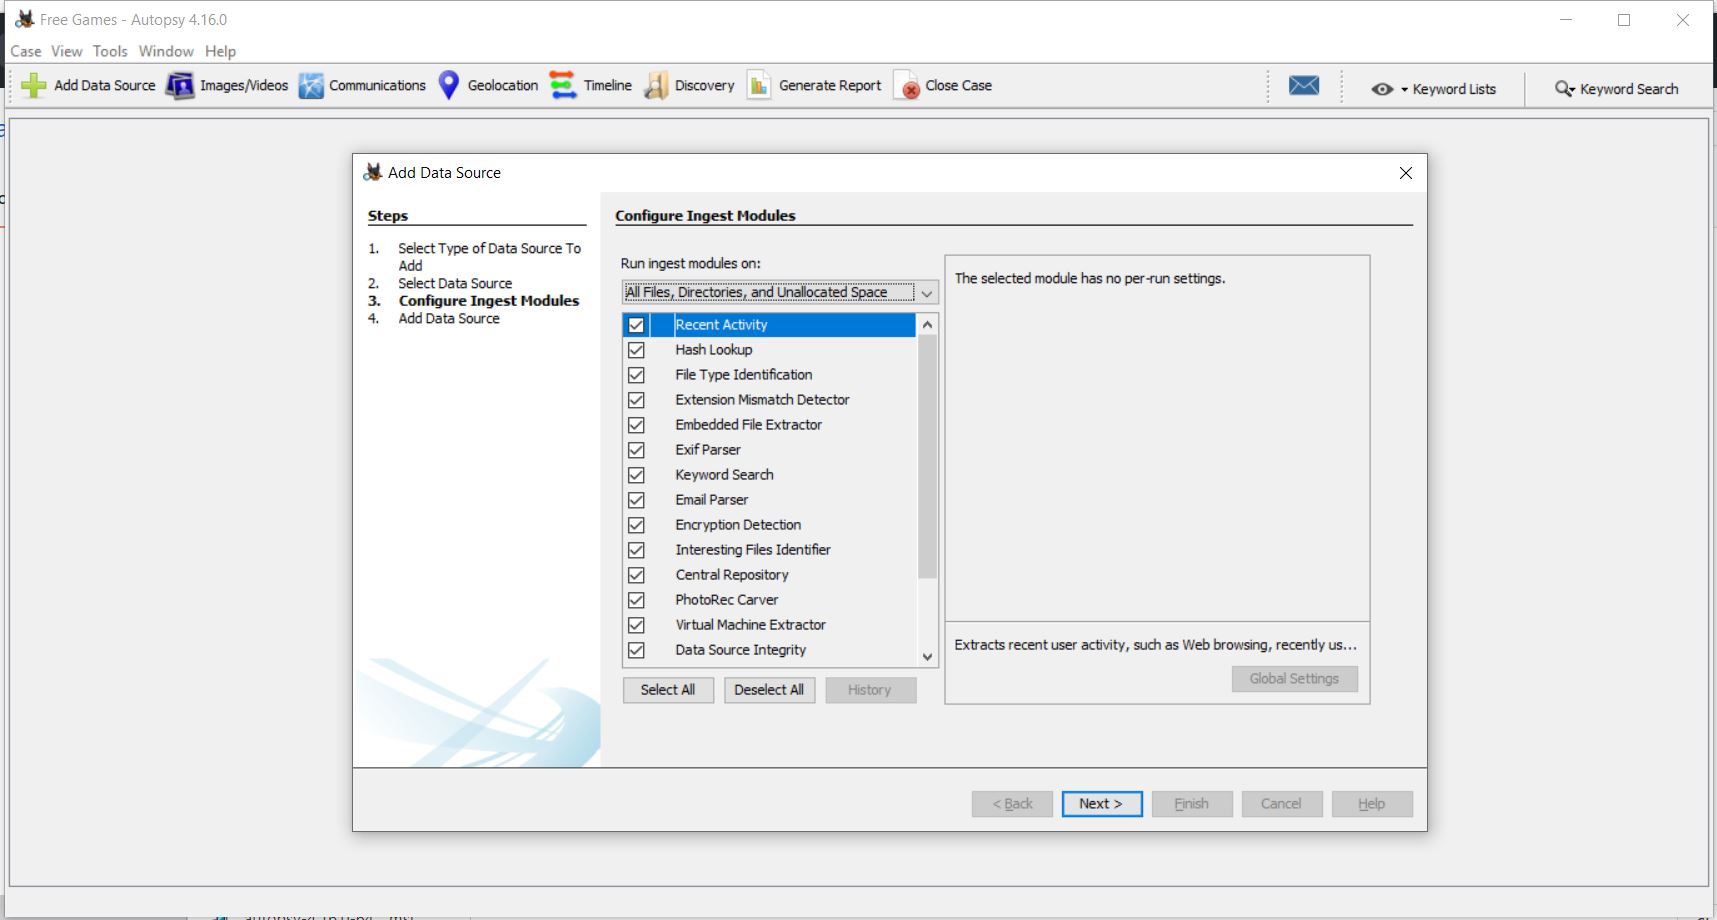 Free Games - Autopsy 4.16.0
Case View Tools Window Help
Add Data Source Images/Videos Communications Geolocation Timeline Discovery Generate Report Close Case Keyword Lists Keyword Search
Add Data Source
Steps
1. Select Type of Data Source To
Add
2. Select Data Source
3. Configure Ingest Modules
4. Add Data Source
Configure Ingest Modules
Run ingest modules on:
All Files, Directories, and Unallocated Space
Recent Activity
Hash Lookup
File Type Identification
Extension Mismatch Detector
Embedded File Extractor
Exif Parser
Keyword Search
Email Parser
Encryption Detection
Interesting Files Identifier
Central Repository
PhotoRec Carver
Virtual Machine Extractor
Data Source Integrity
Select All Deselect All History
The selected module has no per-run settings.
Extracts recent user activity, such as Web browsing, recently us...
Global Settings
< Back Next > Finish Cancel Help